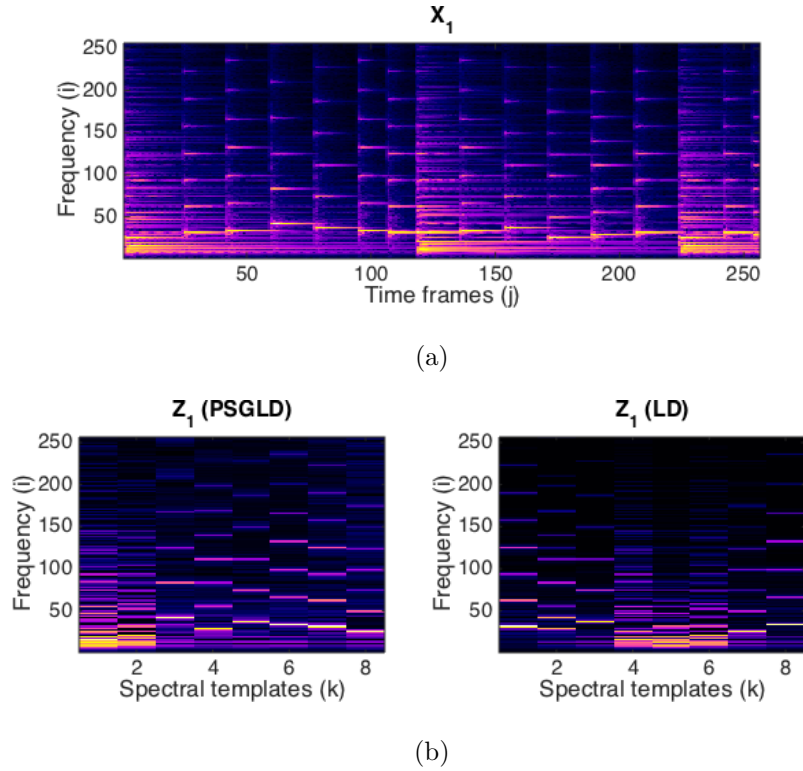 X1
Frequency (i)
250
200
150
100
50
50
100
150
200
250
Time frames (j)
(a)
Z1 (PSGLD)
Frequency (i)
250
200
150
100
50
2
4
6
8
Spectral templates (k)
Z1 (LD)
Frequency (i)
250
200
150
100
50
2
4
6
8
Spectral templates (k)
(b)